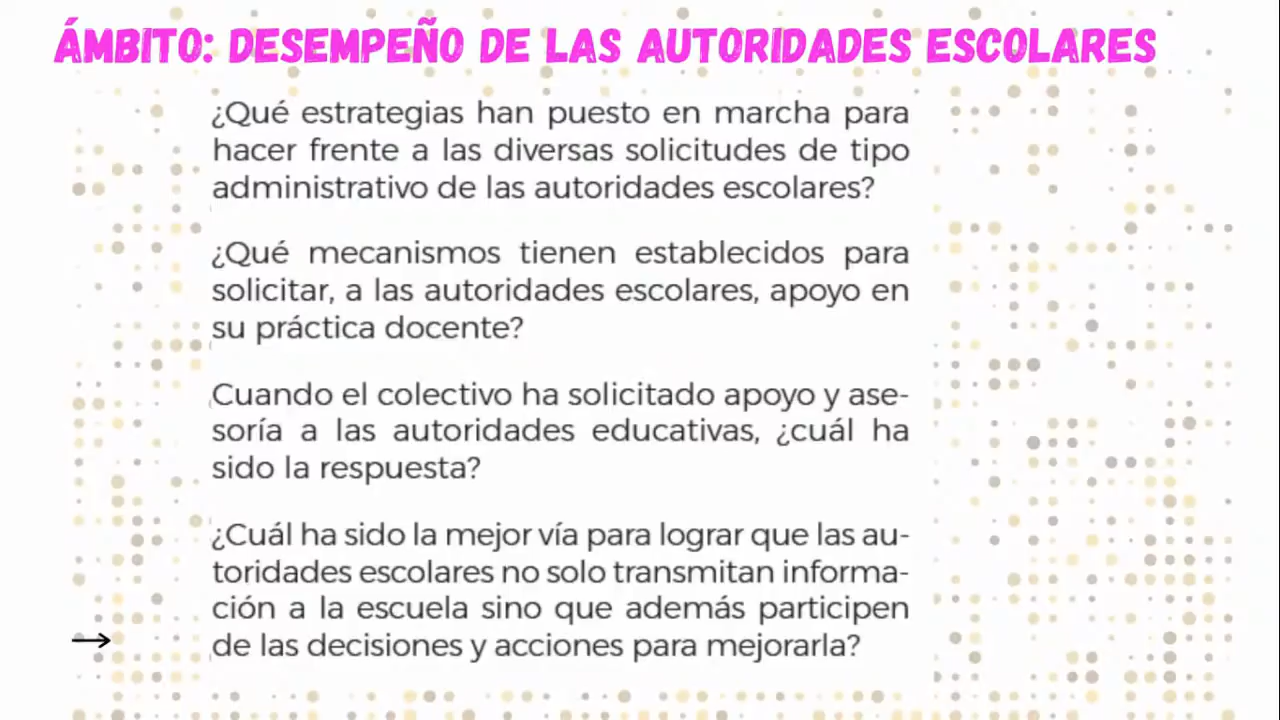 ÁMBITO: DESEMPEÑO DE LAS AUTORIDADES ESCOLARES
¿Qué estrategias han puesto en marcha para
hacer frente a las diversas solicitudes de tipo
administrativo de las autoridades escolares?
¿Qué mecanismos tienen establecidos para
solicitar, a las autoridades escolares, apoyo en
su práctica docente?
Cuando el colectivo ha solicitado apoyo y ase-
soría a las autoridades educativas, ¿cuál ha
sido la respuesta?
¿Cuál ha sido la mejor vía para lograr que las au-
toridades escolares no solo transmitan informa-
ción a la escuela sino que además participen
de las decisiones y acciones para mejorarla?